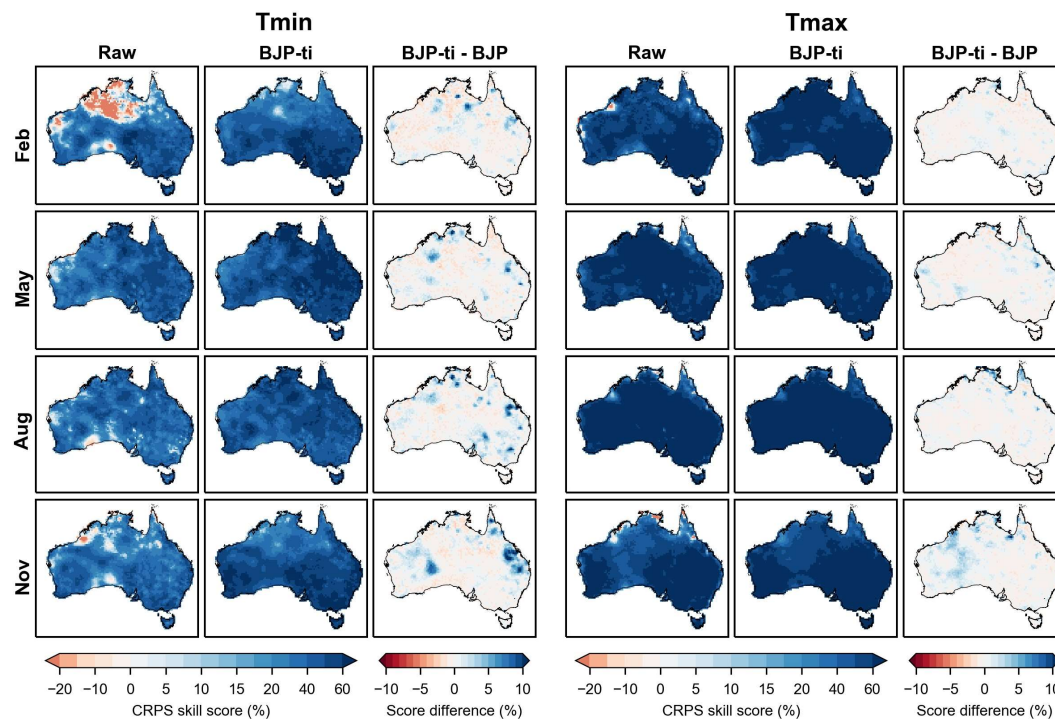 Tmin Tmax
Raw BJP-ti BJP-ti - BJP Raw BJP-ti BJP-ti - BJP
Feb
May
Aug
Nov
−20 −10 0 5 10 15 20 40 60 −10 −5 0 5 10 −20 −10 0 5 10 20 40 60 −10 −5 0 5 10
CRPS skill score (%) Score difference (%) CRPS skill score (%) Score difference (%)